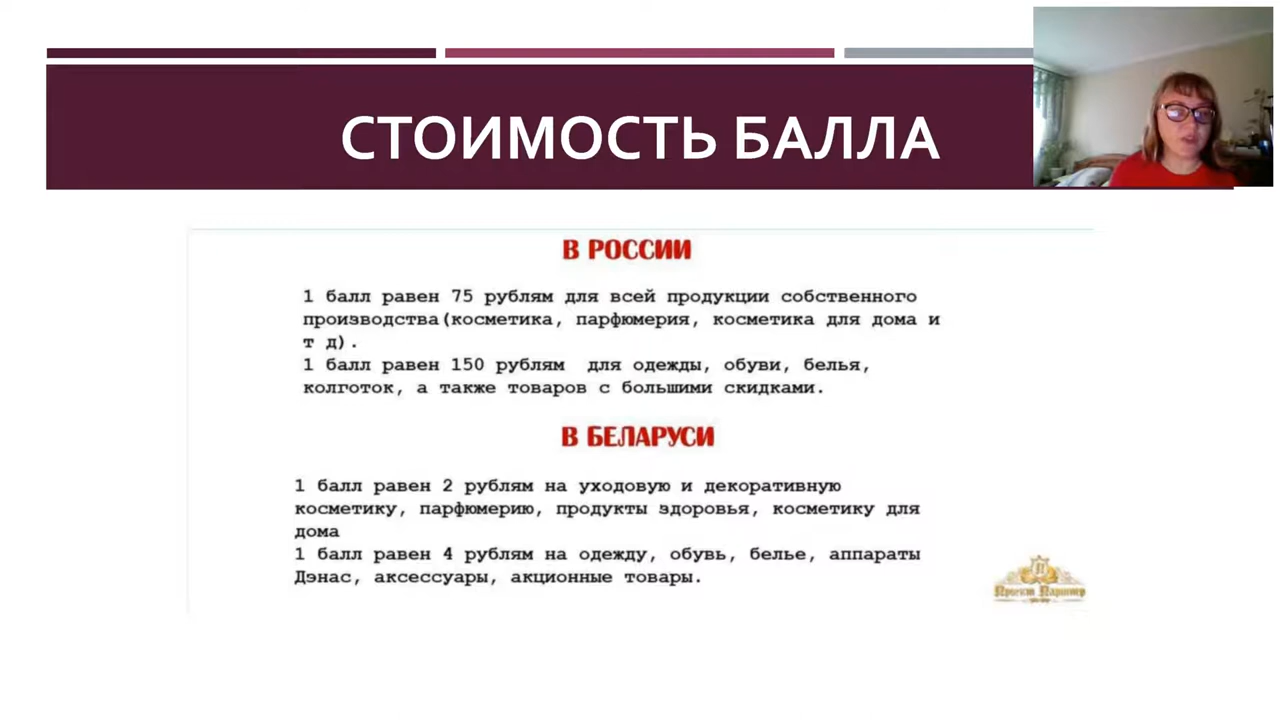 СТОИМОСТЬ БАЛЛА
В РОССИИ
1 балл равен 75 рублям для всей продукции собственного
производства(косметика, парфюмерия, косметика для дома и
т д).
1 балл равен 150 рублям для одежды, обуви, белья,
колготок, а также товаров с большими скидками.
В БЕЛАРУСИ
1 балл равен 2 рублям на уходовую и декоративную
косметику, парфюмерию, продукты здоровья, косметику для
дома
1 балл равен 4 рублям на одежду, обувь, белье, аппараты
Дэнас, аксессуары, акционные товары.
Проект Партнер